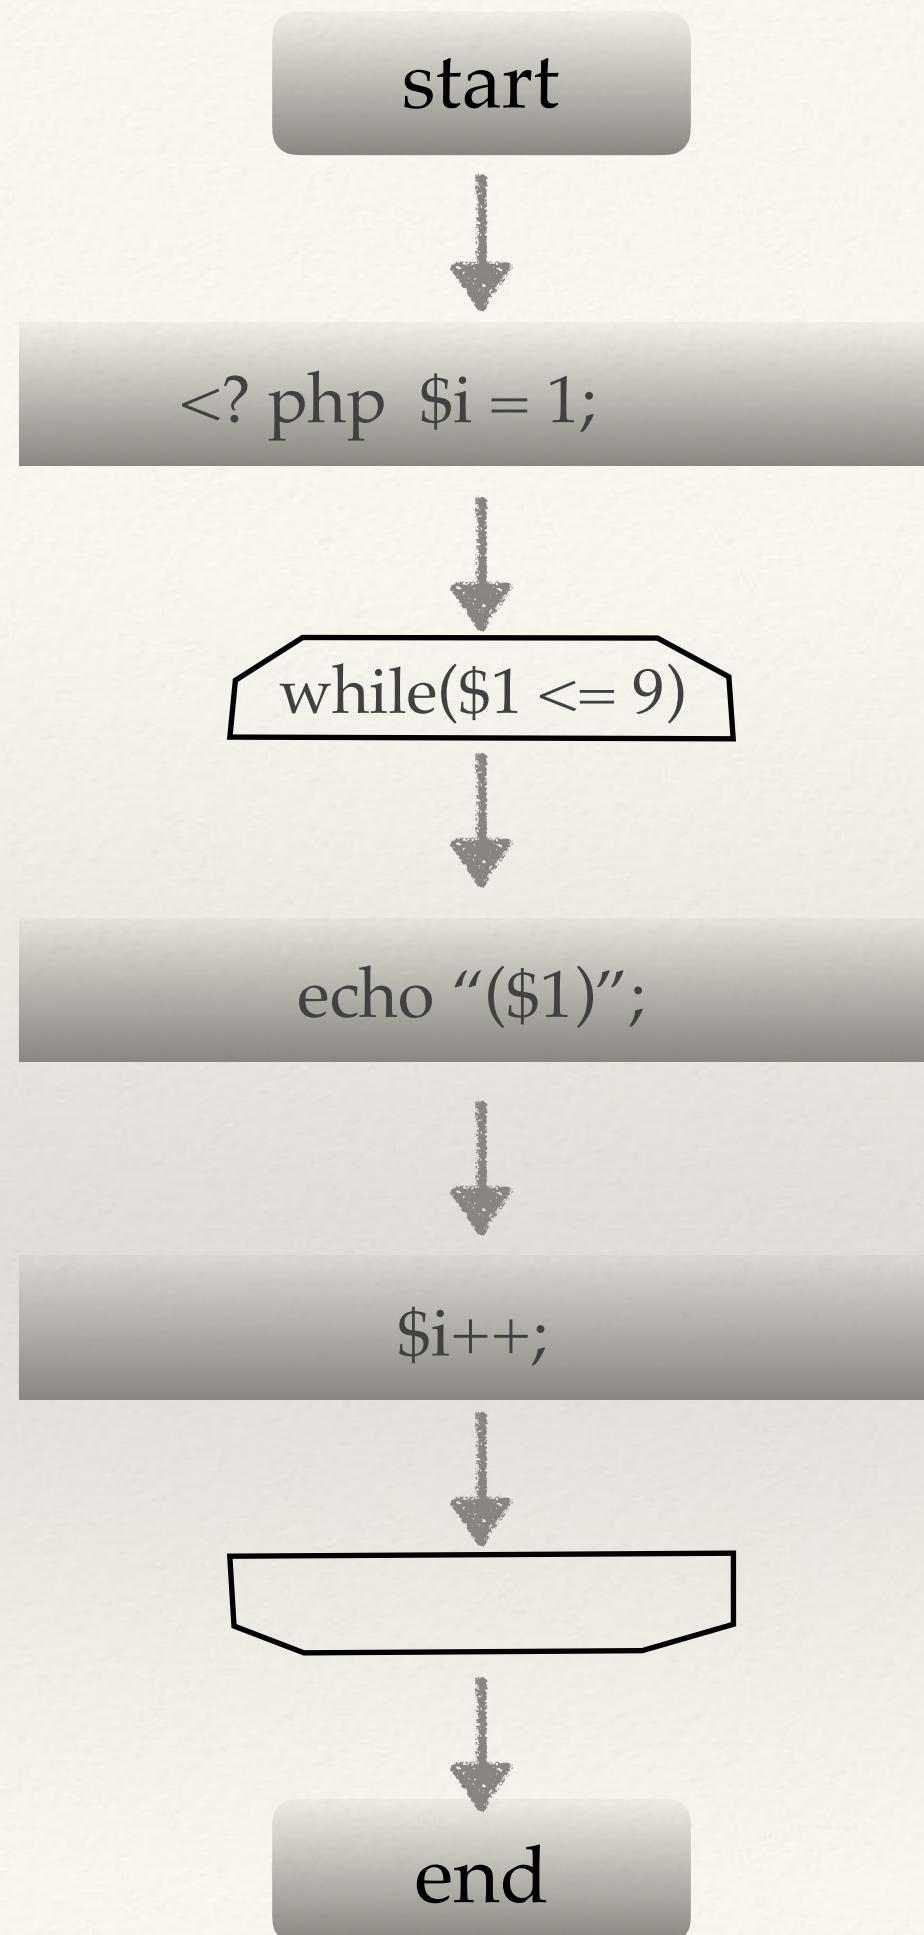 start
<? php $i = 1;
while($1 <= 9)
echo “($1)”;
$i++;
end